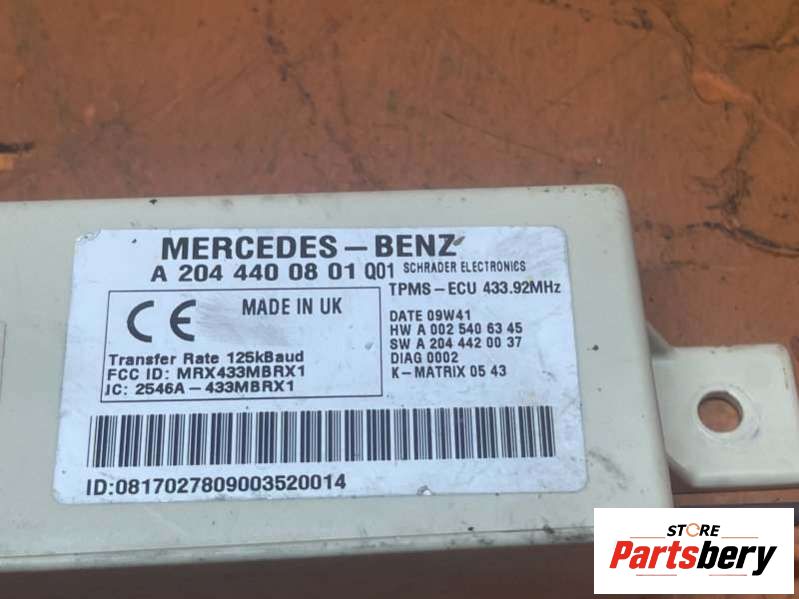 MERCEDES-BENZ
A 204 440 08 01 Q01 SCHRADER ELECTRONICS
TPMS-ECU 433.92MHz
CE MADE IN UK
Transfer Rate 125kBaud
FCC ID: MRX433MBRX1
IC: 2546A-433MBRX1
DATE 09W41
HW A 002 540 63 45
SW A 204 442 00 37
DIAG 0002
K-MATRIX 05 43
ID:0817027809003520014
STORE
Partsbery